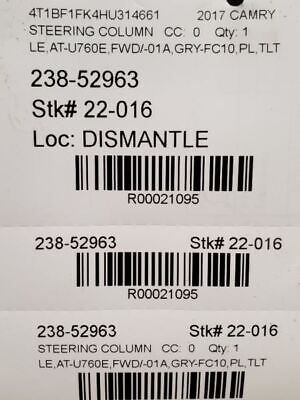 4T1BF1FK4HU314661 2017 CAMRY
STEERING COLUMN CC: 0 Qty: 1
LE,AT-U760E,FWD/-01A,GRY-FC10,PL,TLT
238-52963
Stk# 22-016
Loc: DISMANTLE
R00021095
238-52963 Stk# 22-016
R00021095
238-52963 Stk# 22-016
STEERING COLUMN CC: 0 Qty: 1
LE,AT-U760E,FWD/-01A,GRY-FC10,PL,TLT